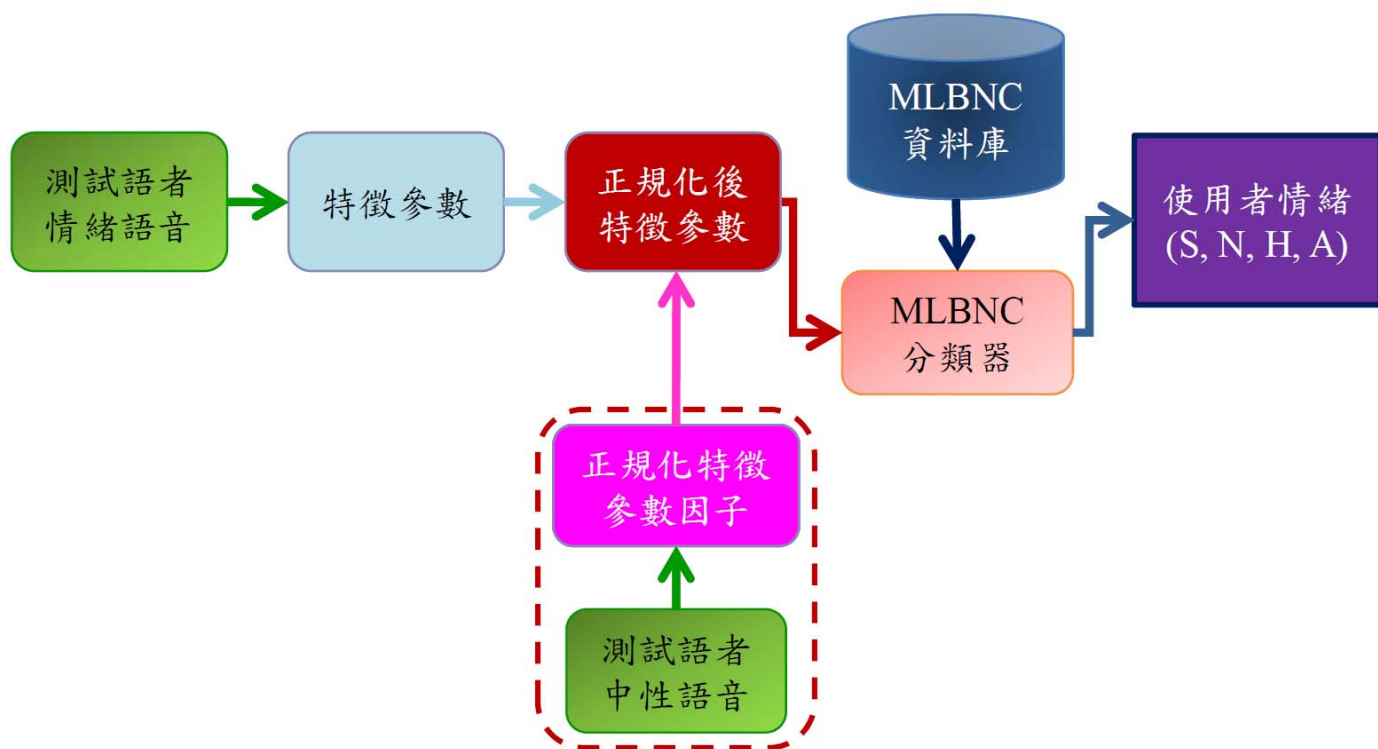 測試語者
情緒語音
特徵參數
正規化後
特徵參數
MLBNC
資料庫
MLBNC
分類器
使用者情緒
(S, N, H, A)
正規化特徵
參數因子
測試語者
中性語音